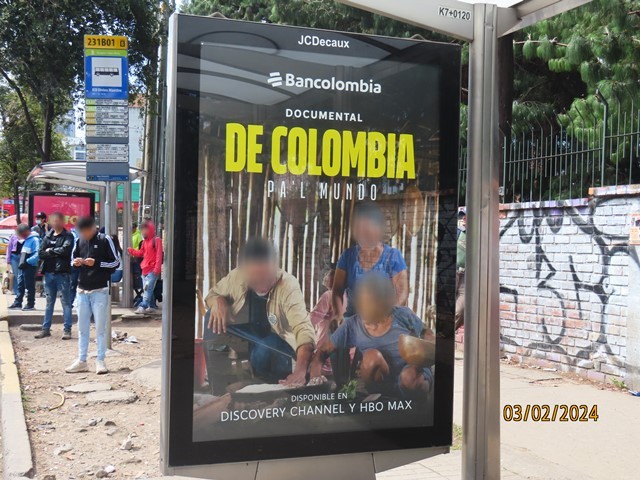 K7+0120
231B01
JCDecaux
Bancolombia
DOCUMENTAL
DE COLOMBIA
PA'L MUNDO
DISPONIBLE EN
DISCOVERY CHANNEL Y HBO MAX
03/02/2024